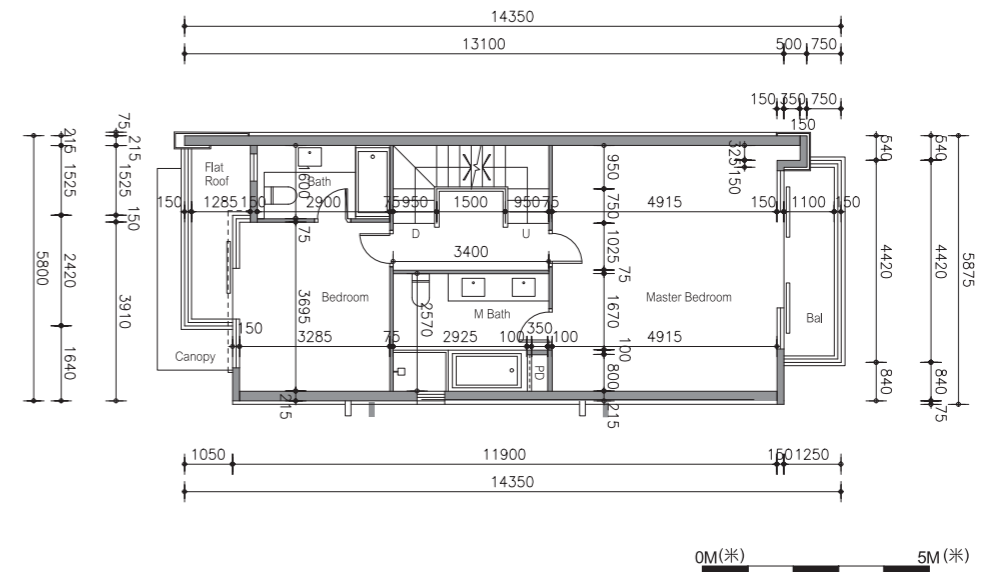 14350
13100 500 750
150 350 750
150
75
215
1525
150
3910
215
1525
2420
1640
5800
Flat
Roof
Bath
1600
325
150
950
750
540
540
150 1285 150 2900 75 950 1500 950 75 4915 150 1100 150
D
U
75
1025
3400
75
4420
4420
5875
3695
Bedroom
2570
M Bath
1670
Master Bedroom
Bal
150
3285 75 2925 100 350 100 4915
100
Canopy
PD
800
840
840
215
215
75
1050 11900 150 1250
14350
0M(米) 5M(米)